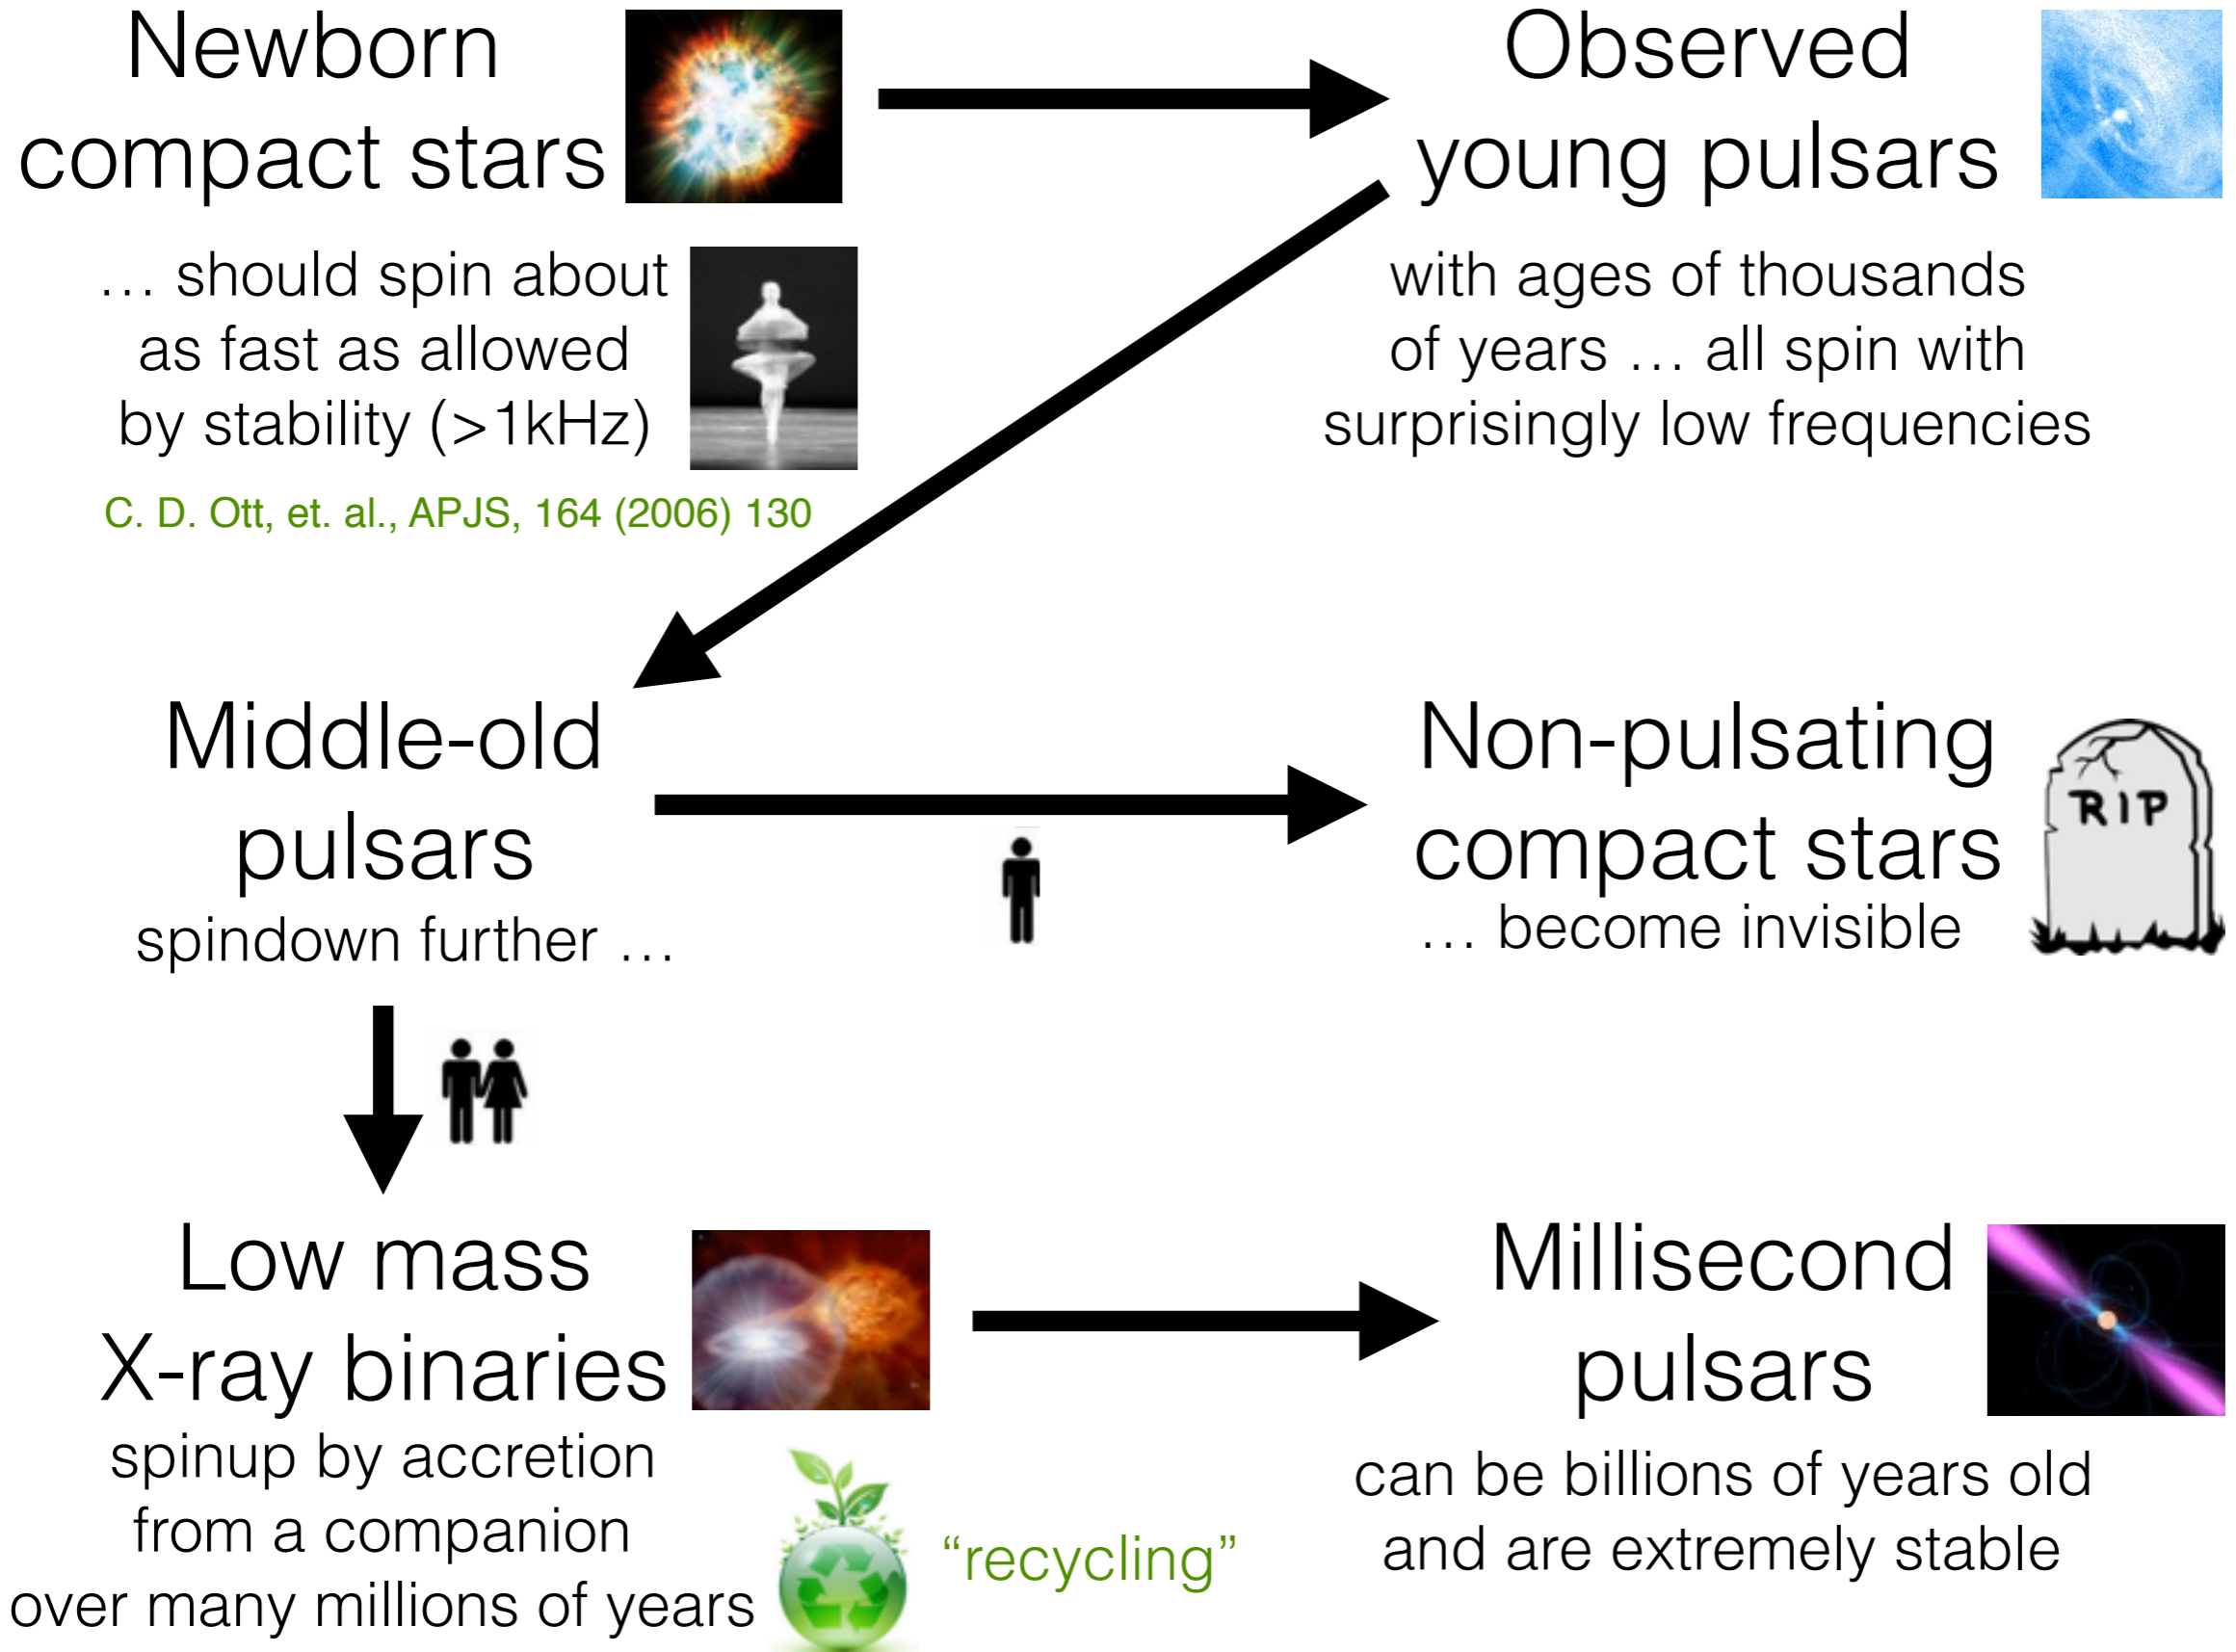 Newborn
compact stars
… should spin about
as fast as allowed
by stability (>1kHz)
C. D. Ott, et. al., APJS, 164 (2006) 130
Observed
young pulsars
with ages of thousands
of years … all spin with
surprisingly low frequencies
Middle-old
pulsars
spindown further …
Non-pulsating
compact stars
… become invisible
RIP
Low mass
X-ray binaries
spinup by accretion
from a companion
over many millions of years
“recycling”
Millisecond
pulsars
can be billions of years old
and are extremely stable